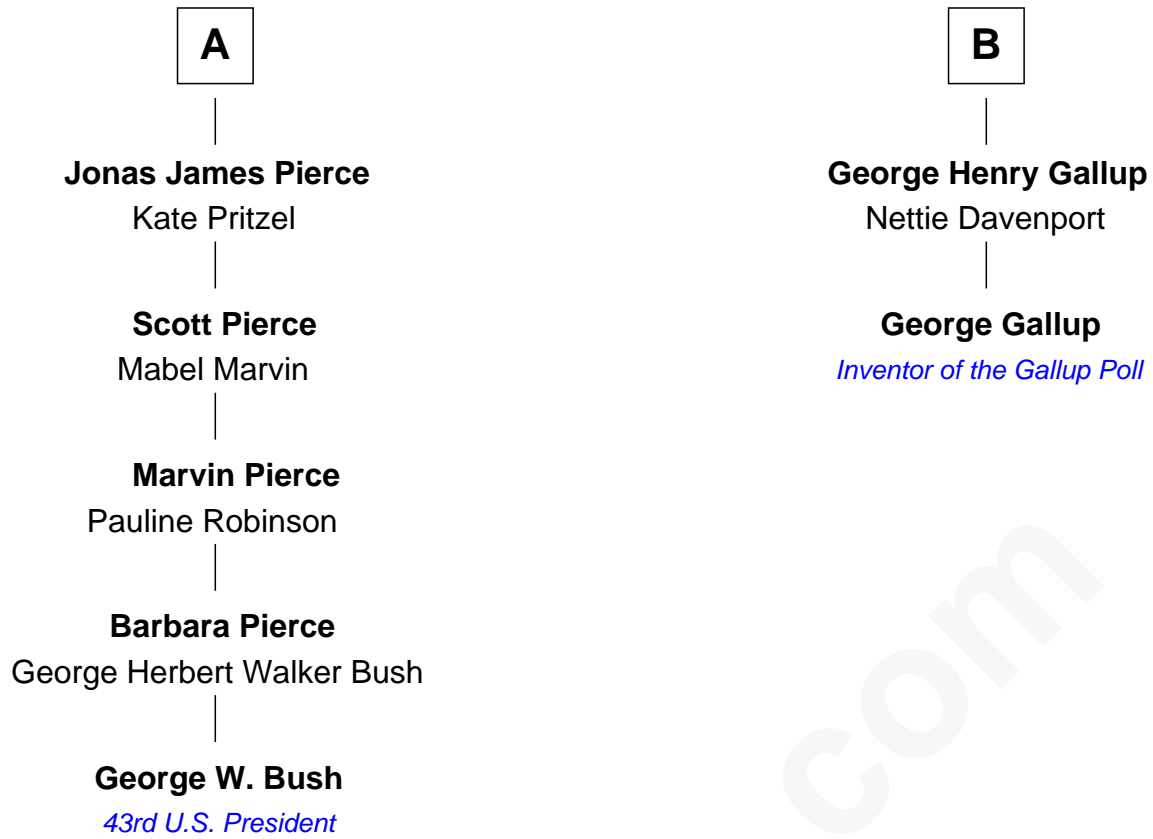 A
Jonas James Pierce
Kate Pritzel
Scott Pierce
Mabel Marvin
Marvin Pierce
Pauline Robinson
Barbara Pierce
George Herbert Walker Bush
George W. Bush
43rd U.S. President
B
George Henry Gallup
Nettie Davenport
George Gallup
Inventor of the Gallup Poll
com